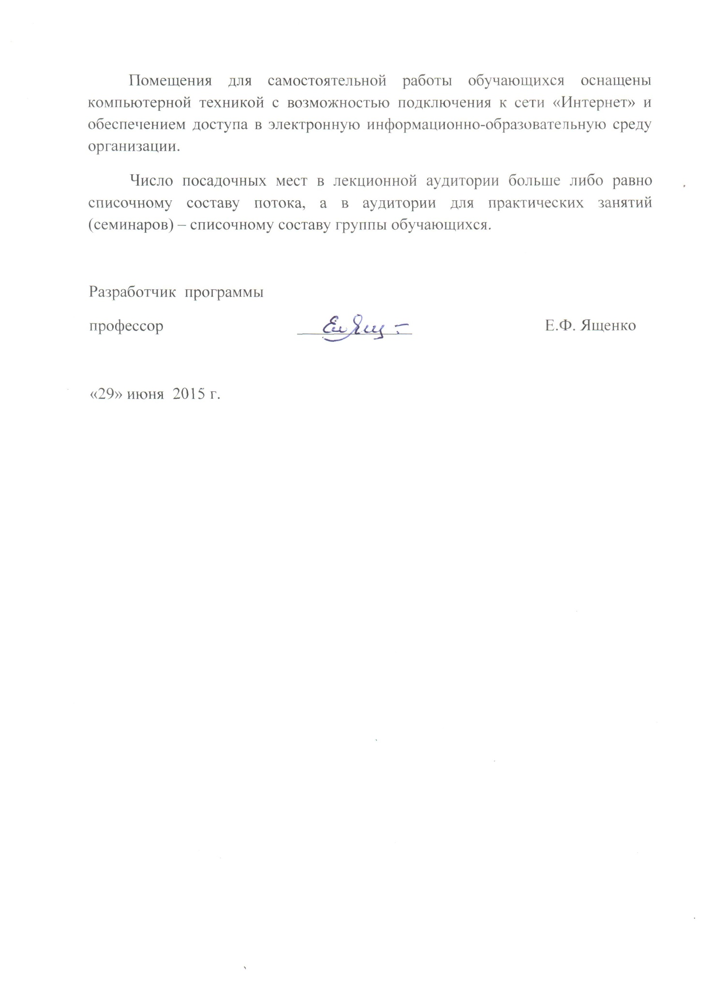 Помещения для самостоятельной работы обучающихся оснащены
компьютерной техникой с возможностью подключения к сети «Интернет» и
обеспечением доступа в электронную информационно-образовательную среду
организации.
Число посадочных мест в лекционной аудитории больше либо равно
списочному составу потока, а в аудитории для практических занятий
(семинаров) – списочному составу группы обучающихся.
Разработчик программы
профессор Е.Ф. Ященко
«29» июня 2015 г.